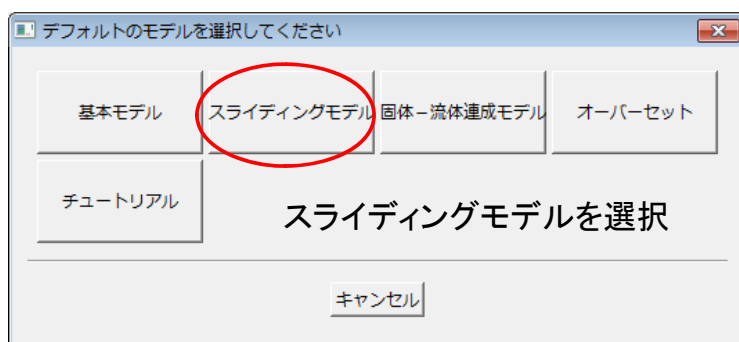 デフォルトのモデルを選択してください
基本モデル
スライディングモデル
固体－流体連成モデル
オーバーセット
チュートリアル
スライディングモデルを選択
キャンセル